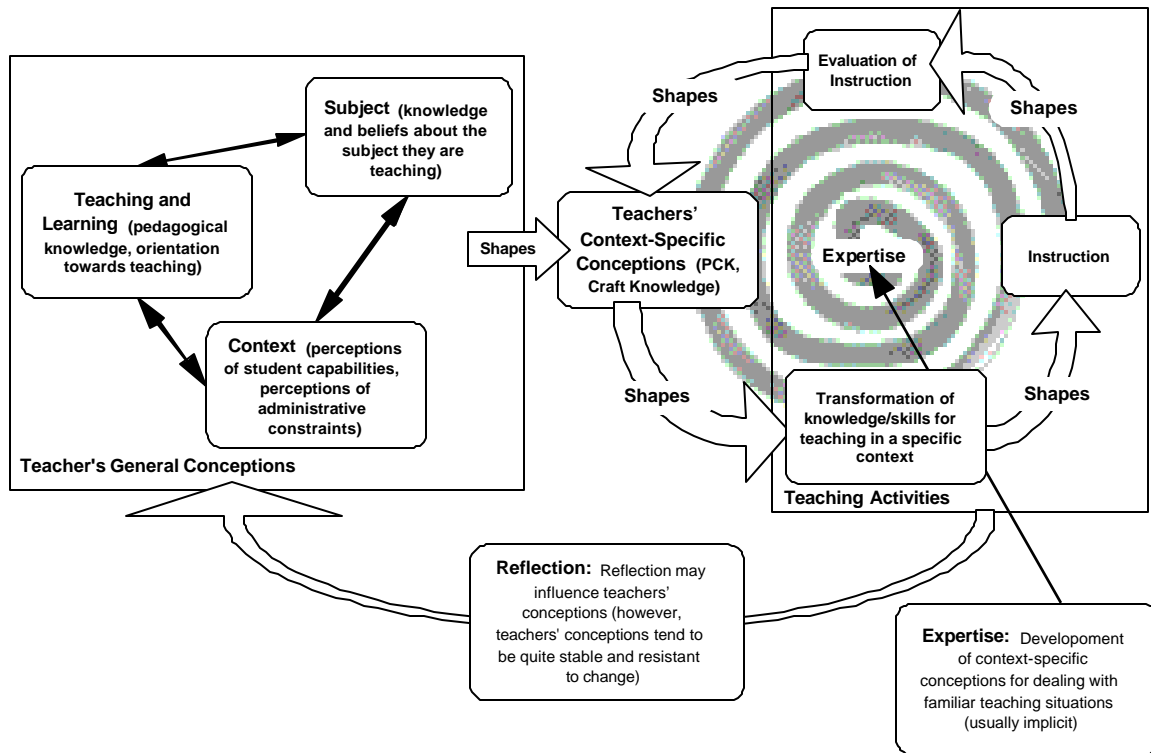 Subject (knowledge
and beliefs about the
subject they are
teaching)
Teaching and
Learning (pedagogical
knowledge, orientation
towards teaching)
Context (perceptions
of student capabilities,
perceptions of
administrative
constraints)
Teacher's General Conceptions
Shapes
Teachers’
Context-Specific
Conceptions (PCK,
Craft Knowledge)
Shapes
Evaluation of
Instruction
Shapes
Expertise
Instruction
Shapes
Transformation of
knowledge/skills for
teaching in a specific
context
Shapes
Teaching Activities
Reflection: Reflection may
influence teachers’
conceptions (however,
teachers’ conceptions tend to
be quite stable and resistant
to change)
Expertise: Developoment
of context-specific
conceptions for dealing with
familiar teaching situations
(usually implicit)